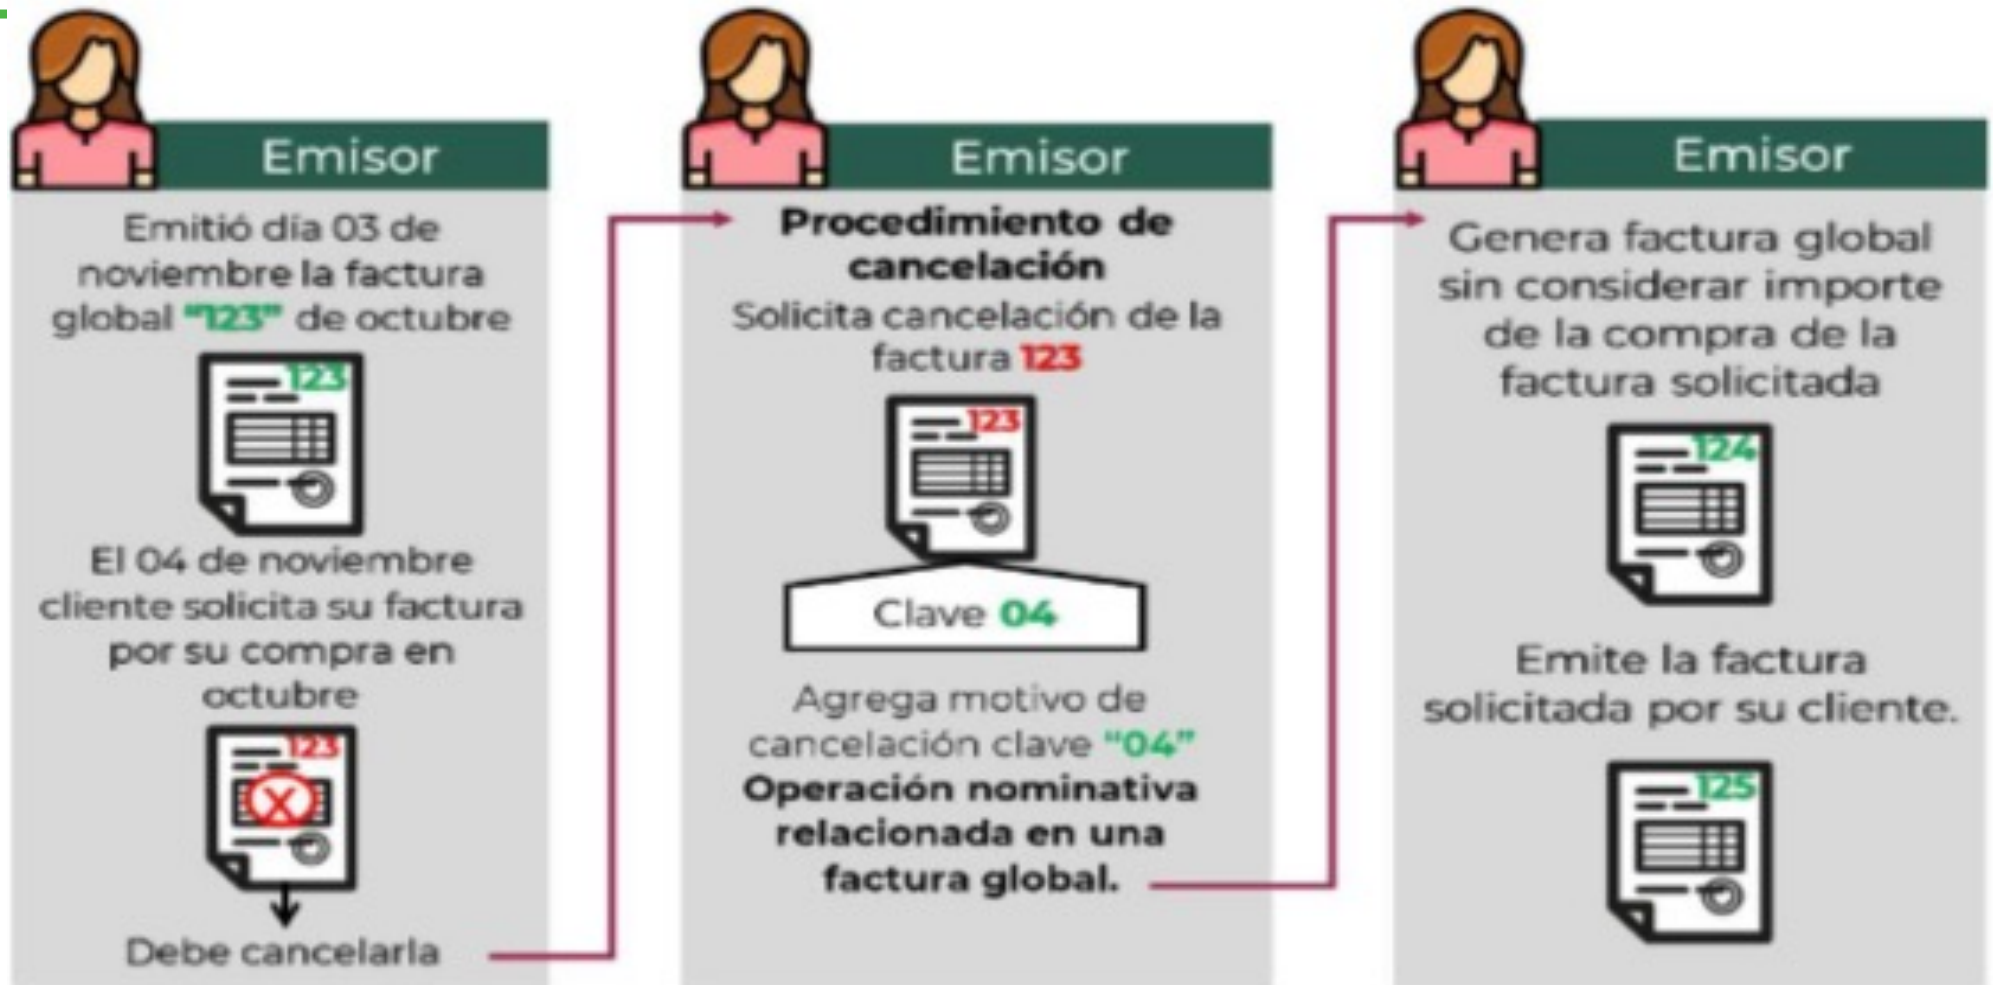 Emisor
Emitió día 03 de
noviembre la factura
global "123" de octubre
123
El 04 de noviembre
cliente solicita su factura
por su compra en
octubre
123
X
Debe cancelarla
Emisor
Procedimiento de
cancelación
Solicita cancelación de la
factura 123
123
Clave 04
Agrega motivo de
cancelación clave "04"
Operación nominativa
relacionada en una
factura global.
Emisor
Genera factura global
sin considerar importe
de la compra de la
factura solicitada
124
Emite la factura
solicitada por su cliente.
125